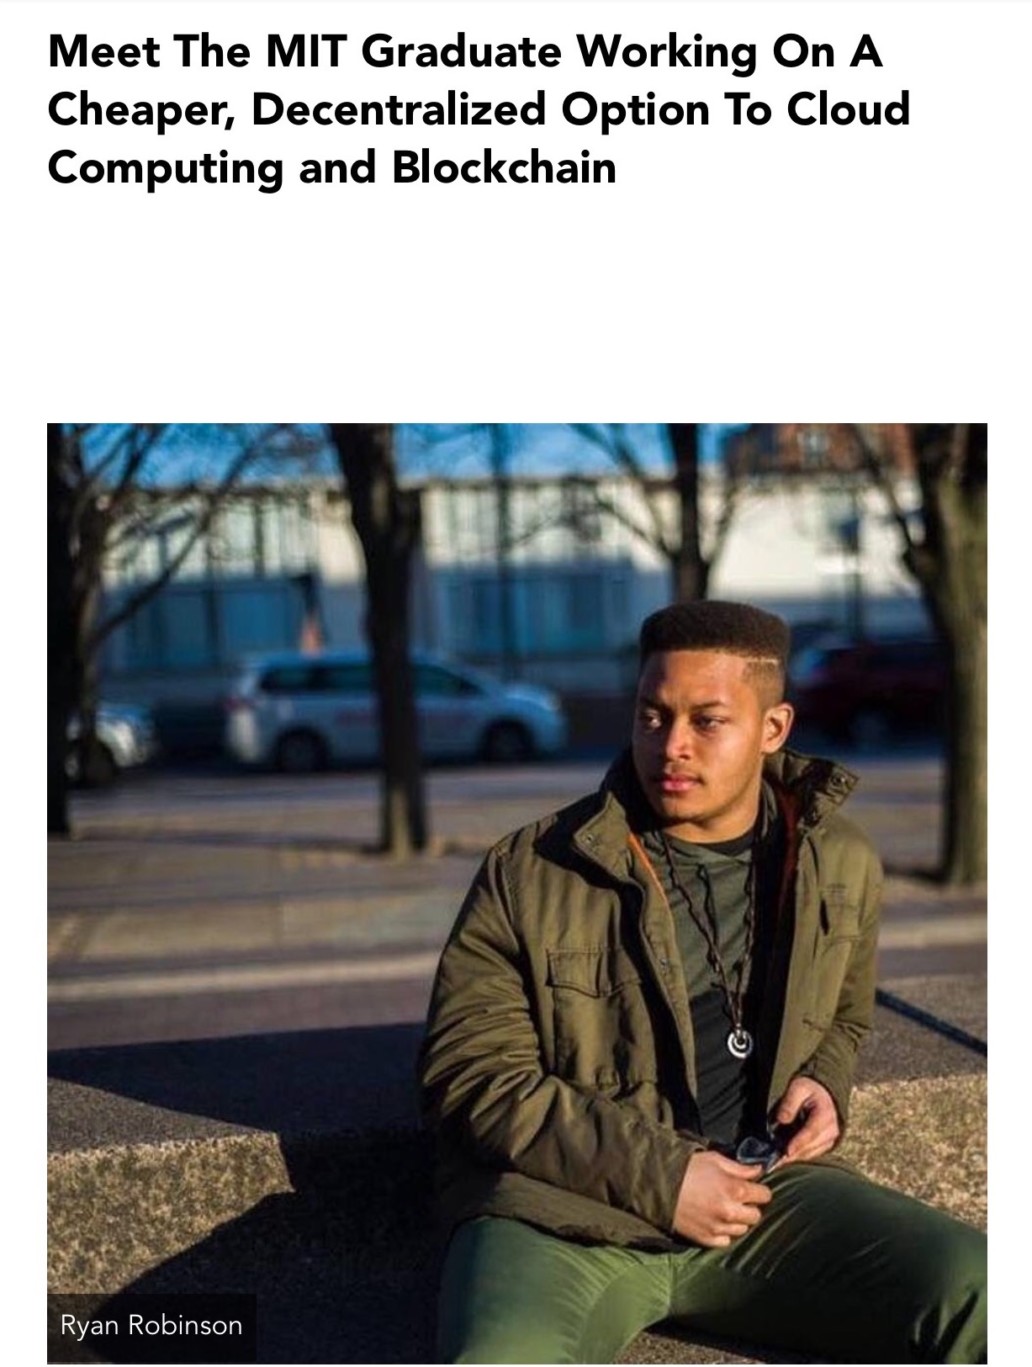 Meet The MIT Graduate Working On A
Cheaper, Decentralized Option To Cloud
Computing and Blockchain
Ryan Robinson